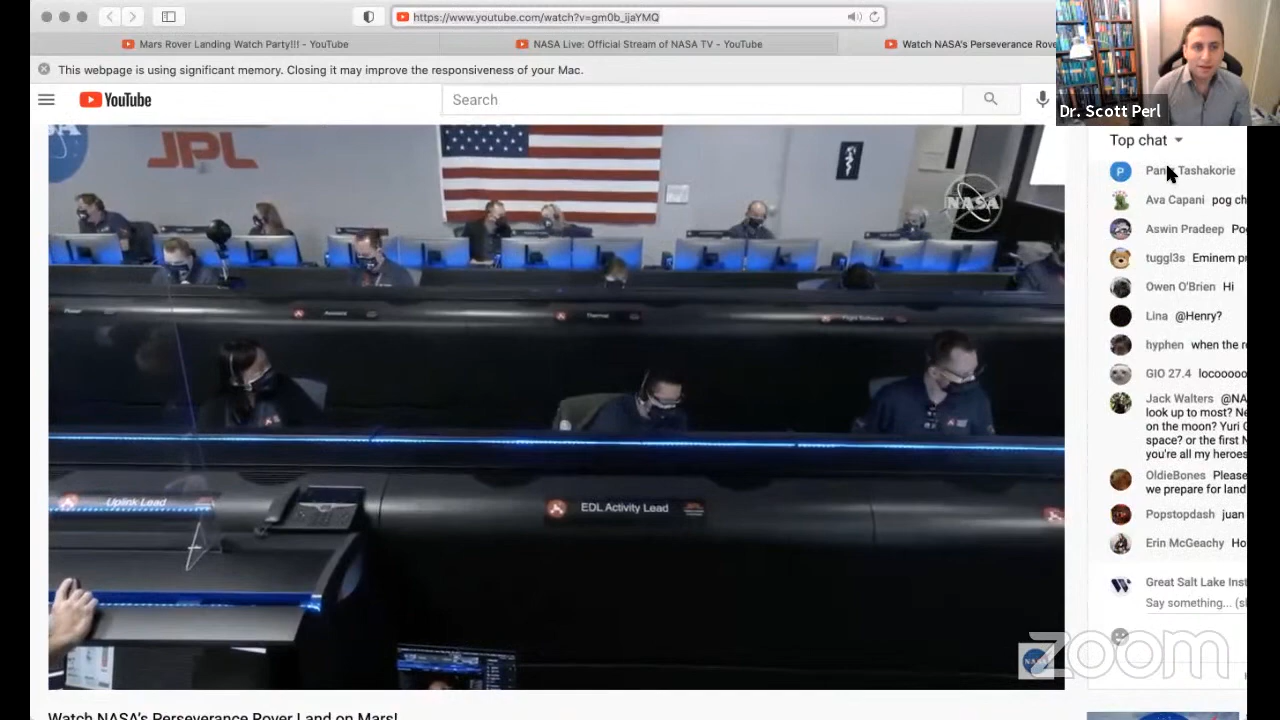 https://www.youtube.com/watch?v=gm0b_ijaYMQ
Mars Rover Landing Watch Party!!! - YouTube
NASA Live: Official Stream of NASA TV - YouTube
Watch NASA's Perseverance Rove
This webpage is using significant memory. Closing it may improve the responsiveness of your Mac.
YouTube
Search
Dr. Scott Perl
JPL
NASA
Thermal
Flight Software
Uplink Lead
EDL Activity Lead
Top chat
Tashakorie
Ava Capani pog ch
Aswin Pradeep Po
tuggl3s Eminem pr
Owen O'Brien Hi
Lina @Henry?
hyphen when the r
GIO 27.4 locooooo
Jack Walters @NA
look up to most? Ne
on the moon? Yuri G
space? or the first N
you're all my heroes
OldieBones Please
we prepare for land
Popstopdash juan
Erin McGeachy Ho
Great Salt Lake Inst
Say something... (sl
zoom
Watch NASA's Perseverance Rover Land on Mars!